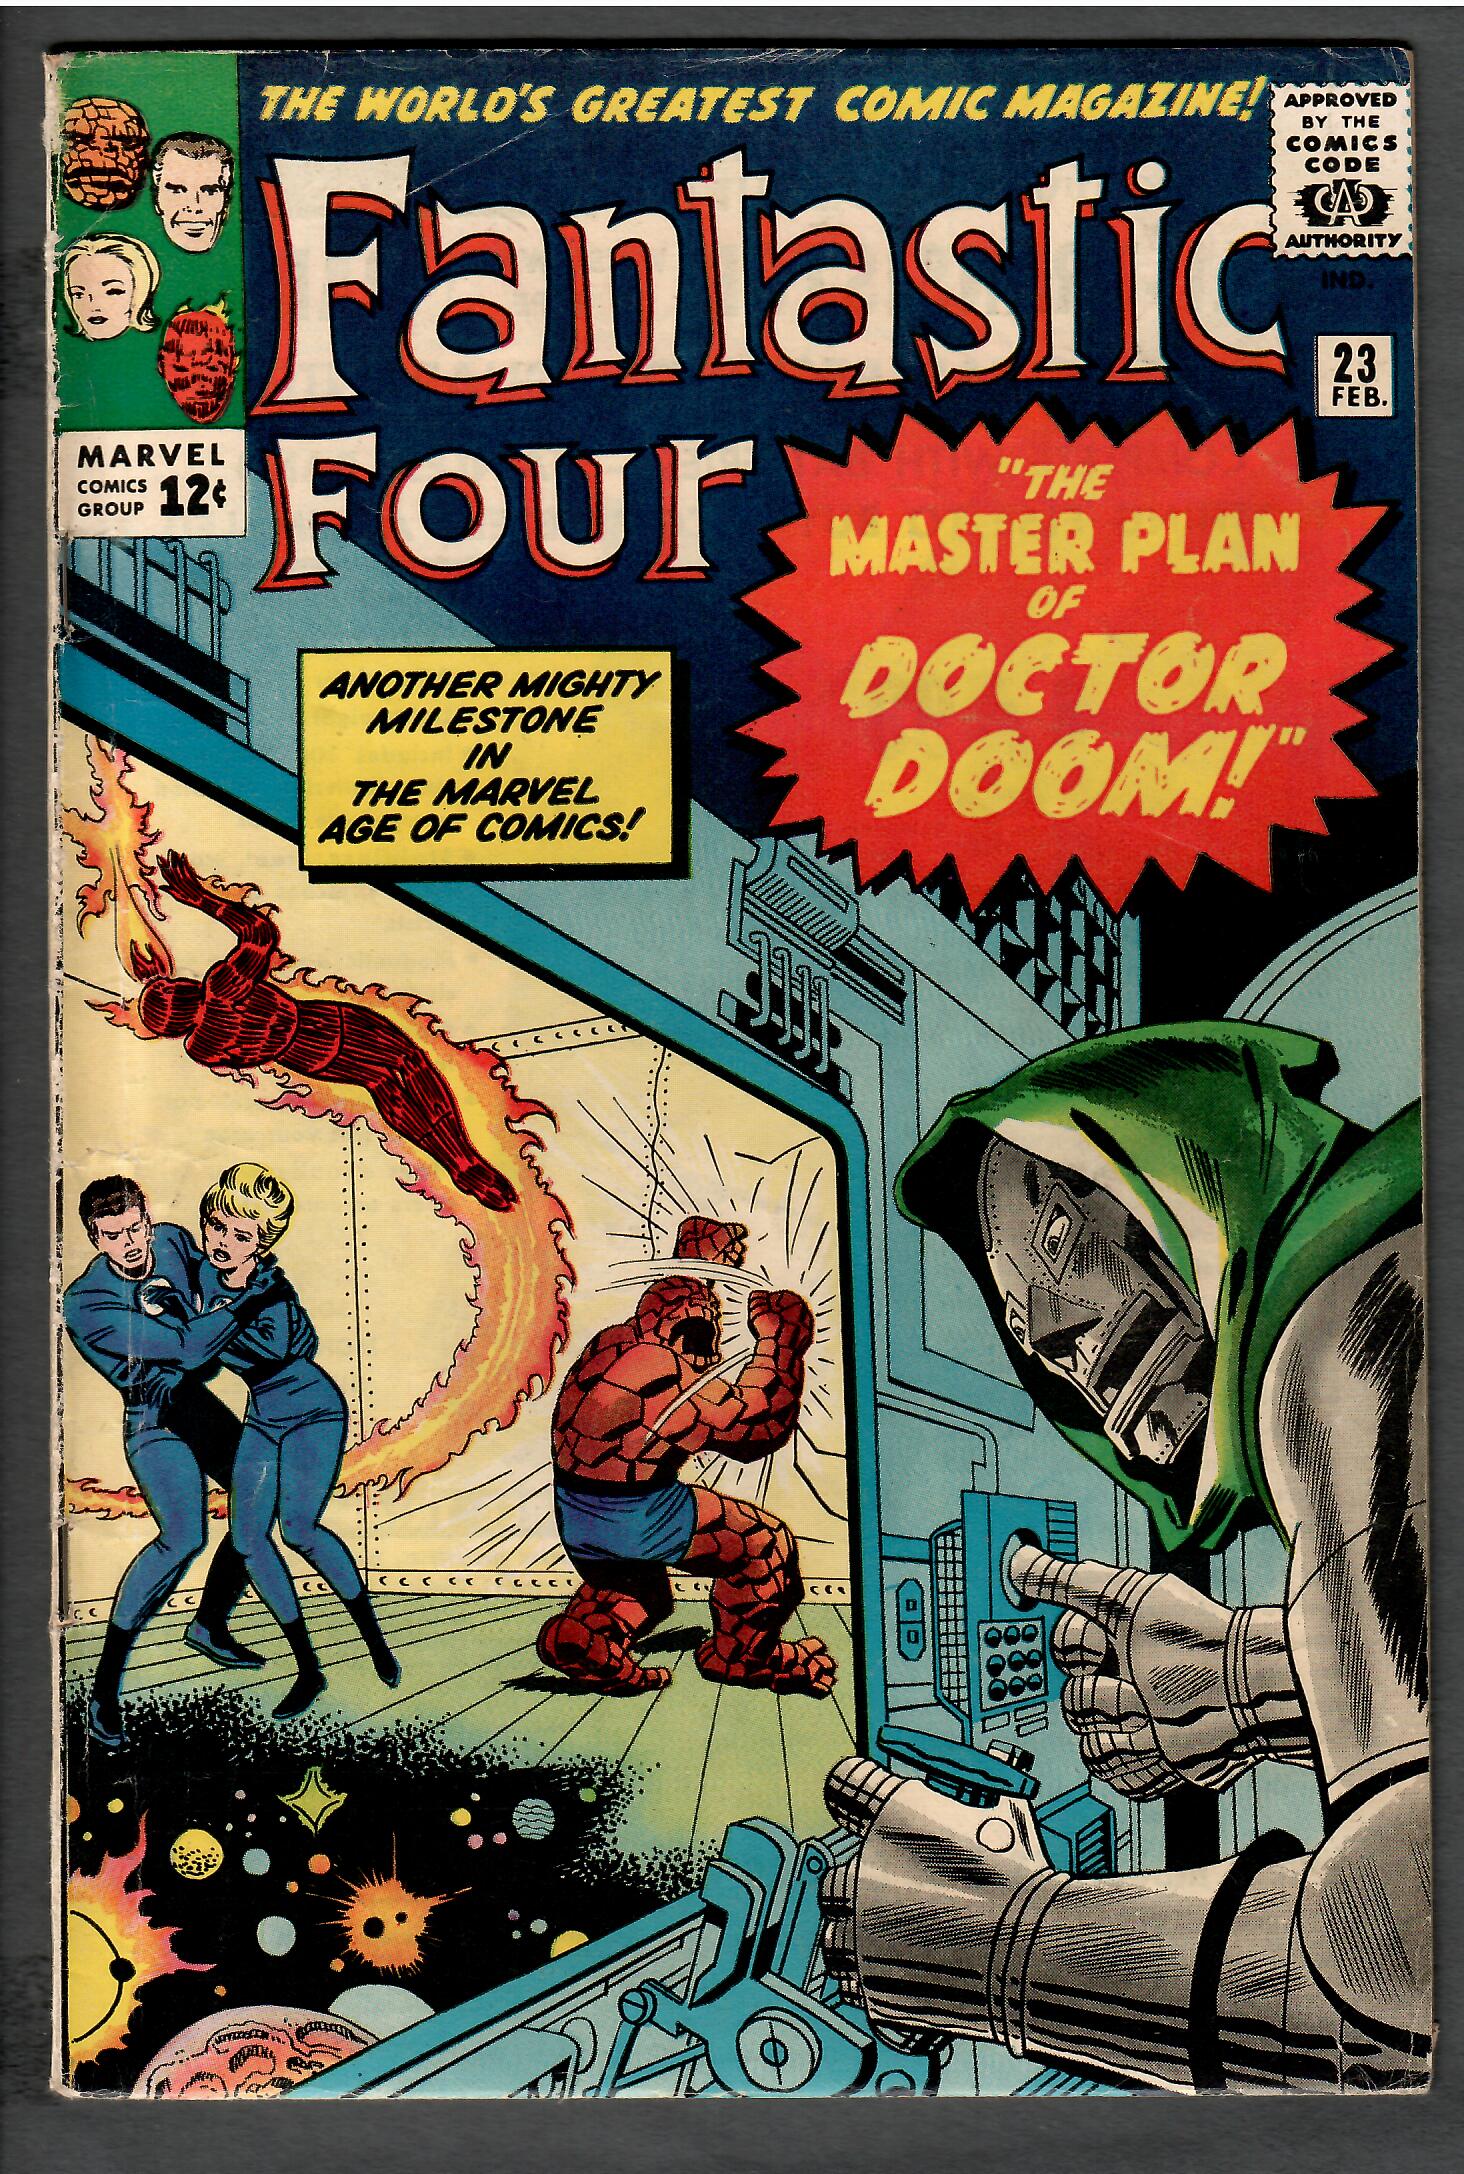 THE WORLD'S GREATEST COMIC MAGAZINE!
APPROVED
BY THE
COMICS
CODE
CA
AUTHORITY
Fantastic
Four
IND.
23
FEB.
MARVEL
COMICS
GROUP 12¢
"THE
MASTER PLAN
OF
DOCTOR
DOOM!"
ANOTHER MIGHTY
MILESTONE
IN
THE MARVEL
AGE OF COMICS!